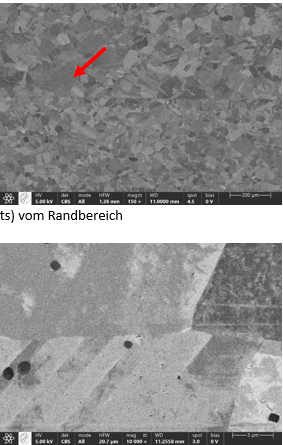 HV det mode HFW mag WD spot bias
5.00 kV CBS All 1.38 mm 150 × 11.0000 mm 4.5 0 V
200 µm
ts) vom Randbereich
HV det mode HFW mag WD spot bias
5.00 kV CBS All 20.7 µm 10 000 × 11.2558 mm 3.0 0 V
5 µm